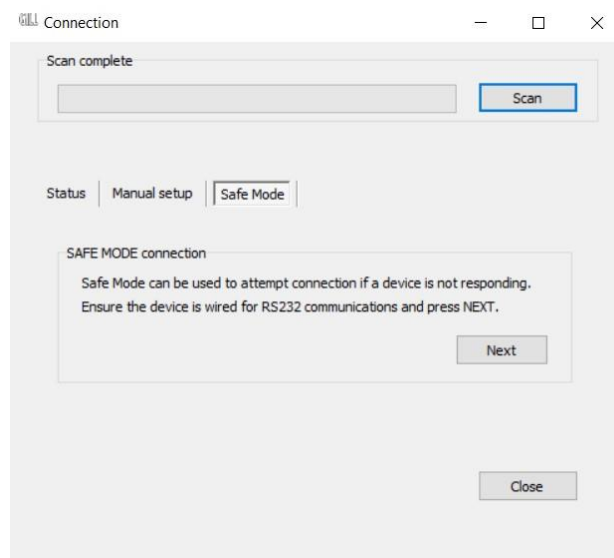 GILL Connection
Scan complete
Scan
Status Manual setup Safe Mode
SAFE MODE connection
Safe Mode can be used to attempt connection if a device is not responding.
Ensure the device is wired for RS232 communications and press NEXT.
Next
Close